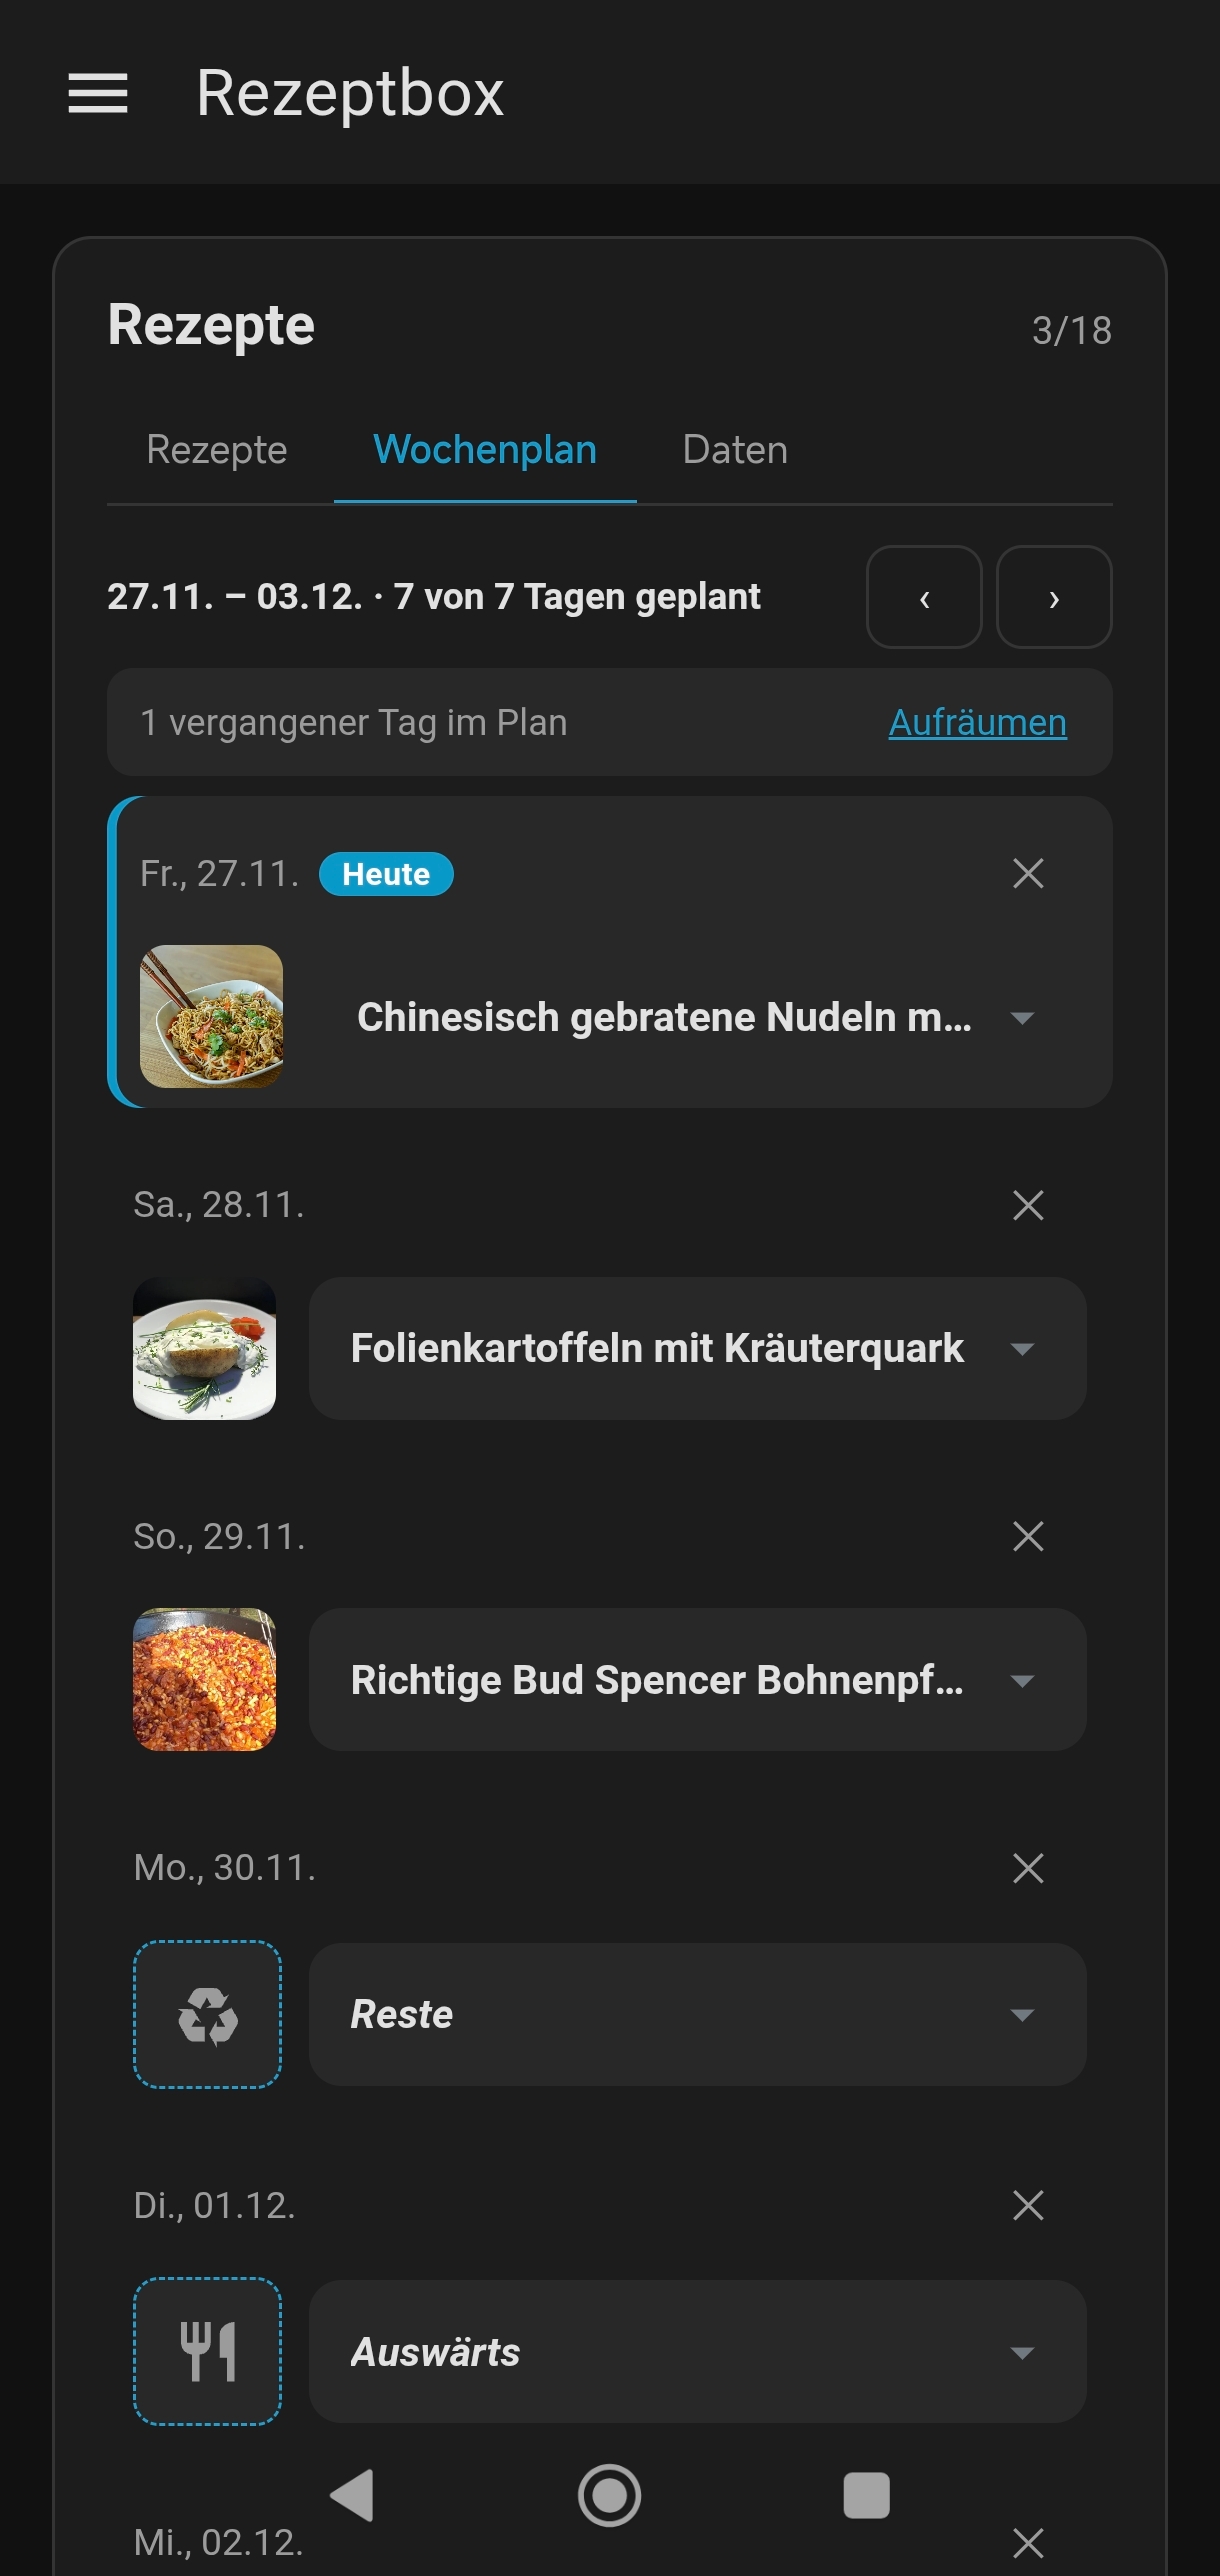 Rezeptbox
Rezepte
3/18
Rezepte Wochenplan Daten
27.11. – 03.12. · 7 von 7 Tagen geplant
‹ ›
1 vergangener Tag im Plan
Aufräumen
Fr., 27.11. Heute
Chinesisch gebratene Nudeln m...
Sa., 28.11.
Folienkartoffeln mit Kräuterquark
So., 29.11.
Richtige Bud Spencer Bohnenpf...
Mo., 30.11.
Reste
Di., 01.12.
Auswärts
Mi., 02.12.